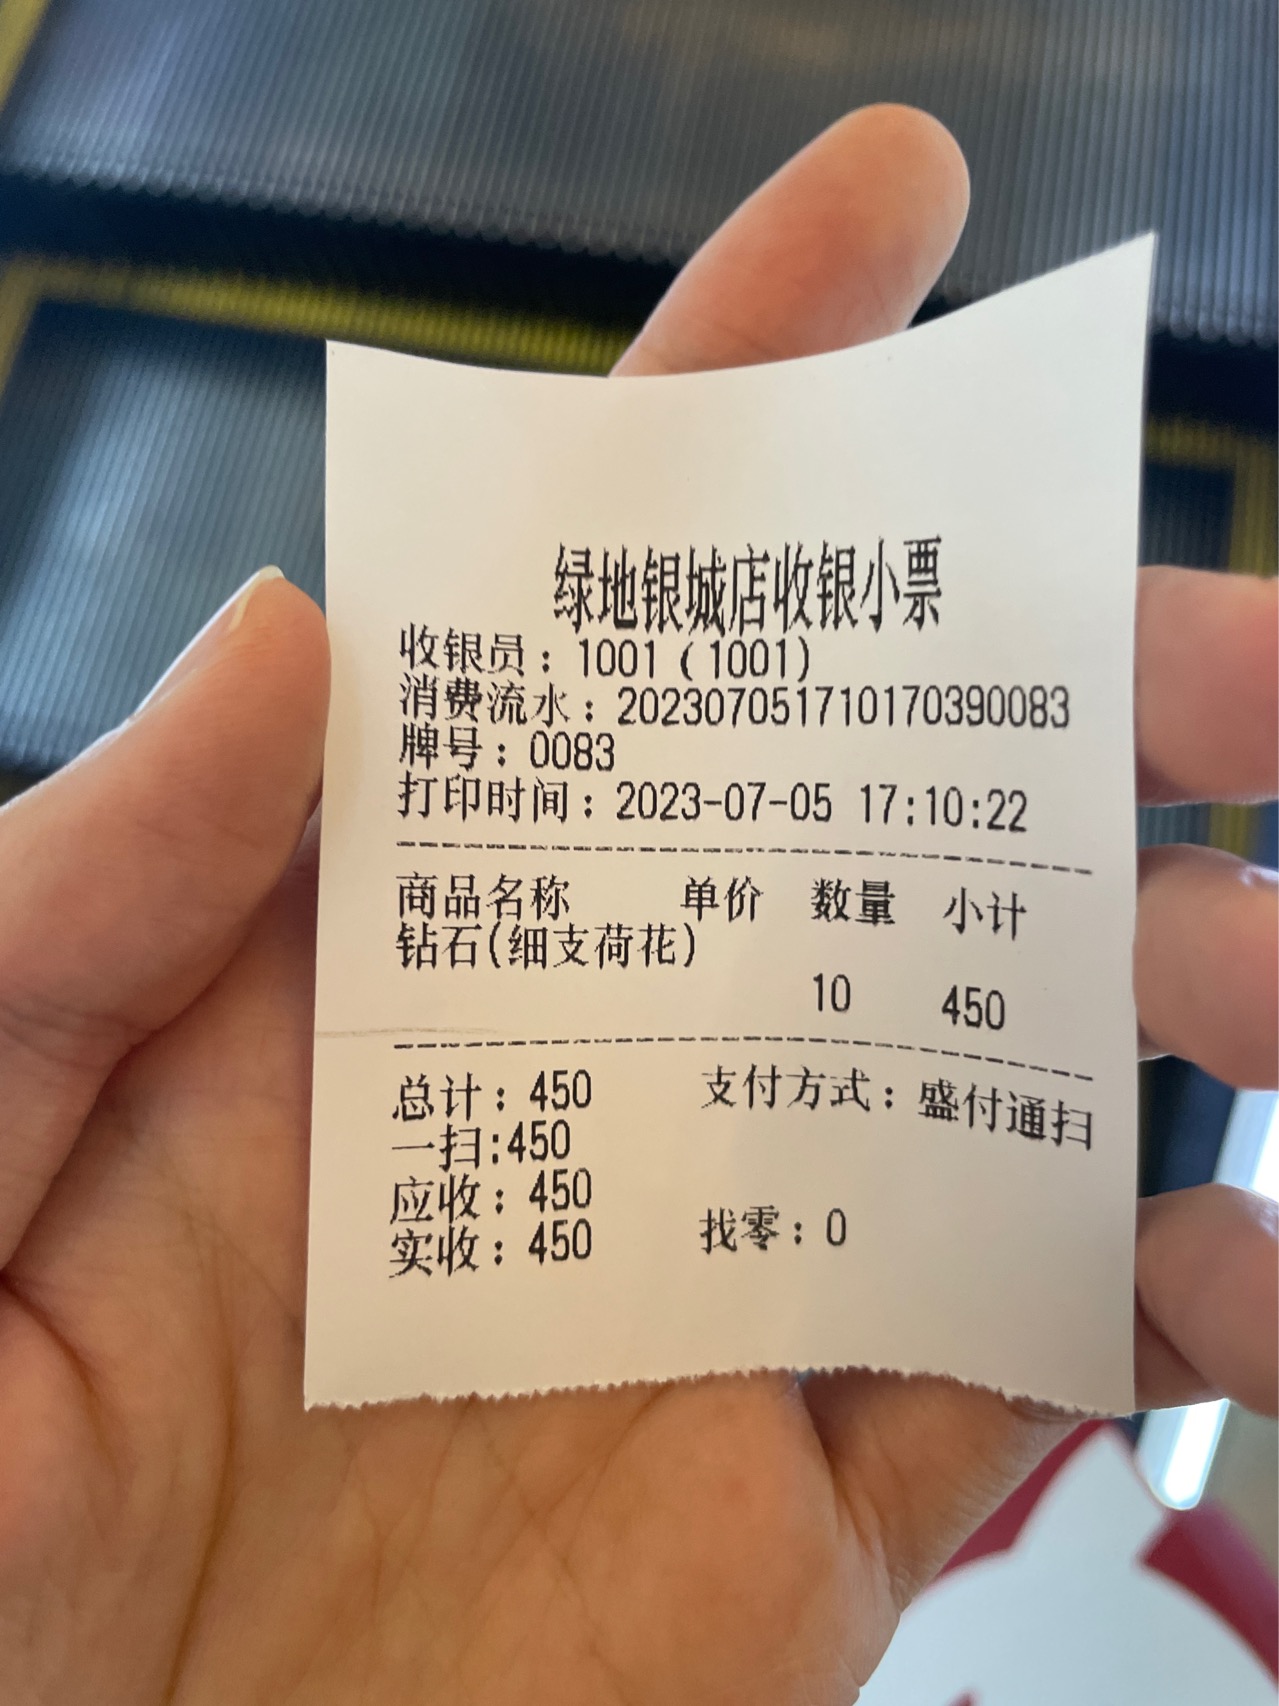 绿地银城店收银小票
收银员：1001（1001）
消费流水：202307051710170390083
牌号：0083
打印时间：2023-07-05 17:10:22
商品名称 单价 数量 小计
钻石(细支荷花)
10 450
总计：450 支付方式：盛付通扫
一扫:450
应收：450
实收：450 找零：0